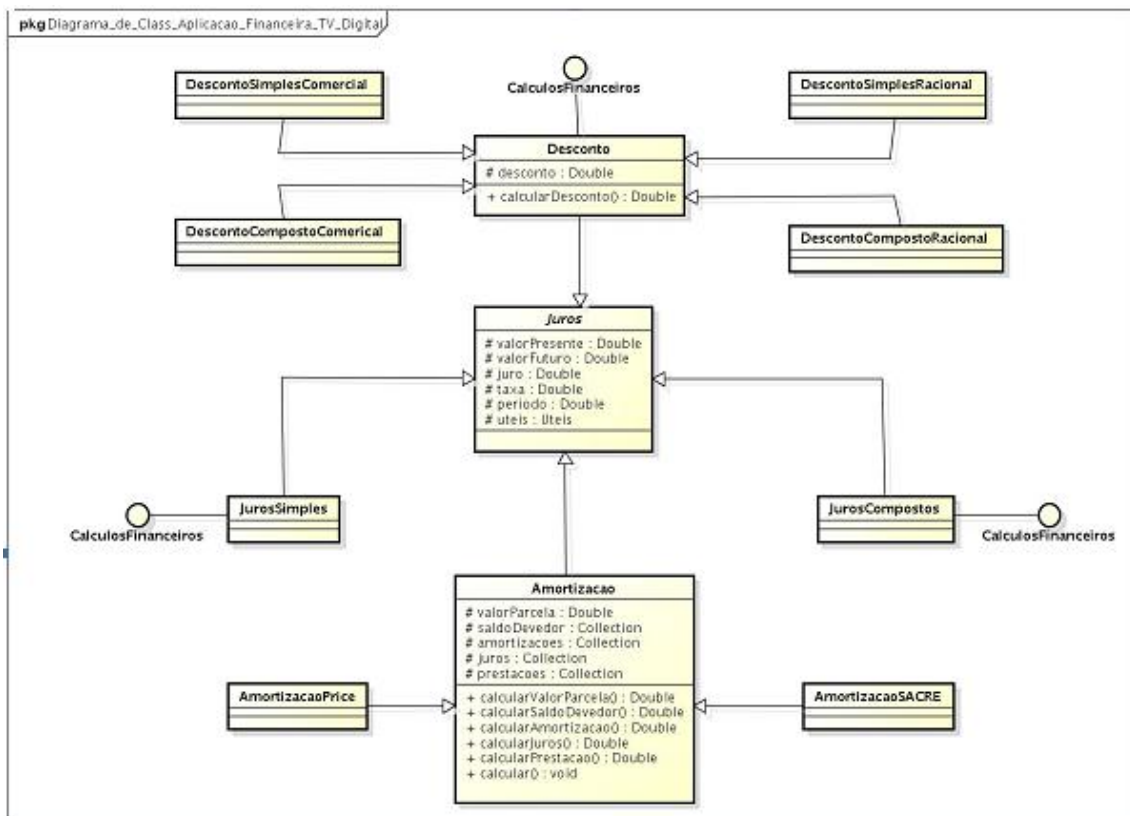 pkg Diagrama_de_Class_Aplicacao_Financeira_TV_Digital
DescontoSimplesComercial
CalculosFinanceiros
DescontoSimplesRacional
Desconto
# desconto : Double
+ calcularDesconto() : Double
DescontoCompostoComerical
DescontoCompostoRacional
Juros
# valorPresente : Double
# valorFuturo : Double
# juro : Double
# taxa : Double
# periodo : Double
# uteis : Uteis
JurosSimples
CalculosFinanceiros
JurosCompostos
CalculosFinanceiros
Amortizacao
# valorParcela : Double
# saldoDevedor : Collection
# amortizacoes : Collection
# juros : Collection
# prestacoes : Collection
+ calcularValorParcela() : Double
+ calcularSaldoDevedor() : Double
+ calcularAmortizacao() : Double
+ calcularJuros() : Double
+ calcularPrestacao() : Double
+ calcular() : void
AmortizacaoPrice
AmortizacaoSACRE